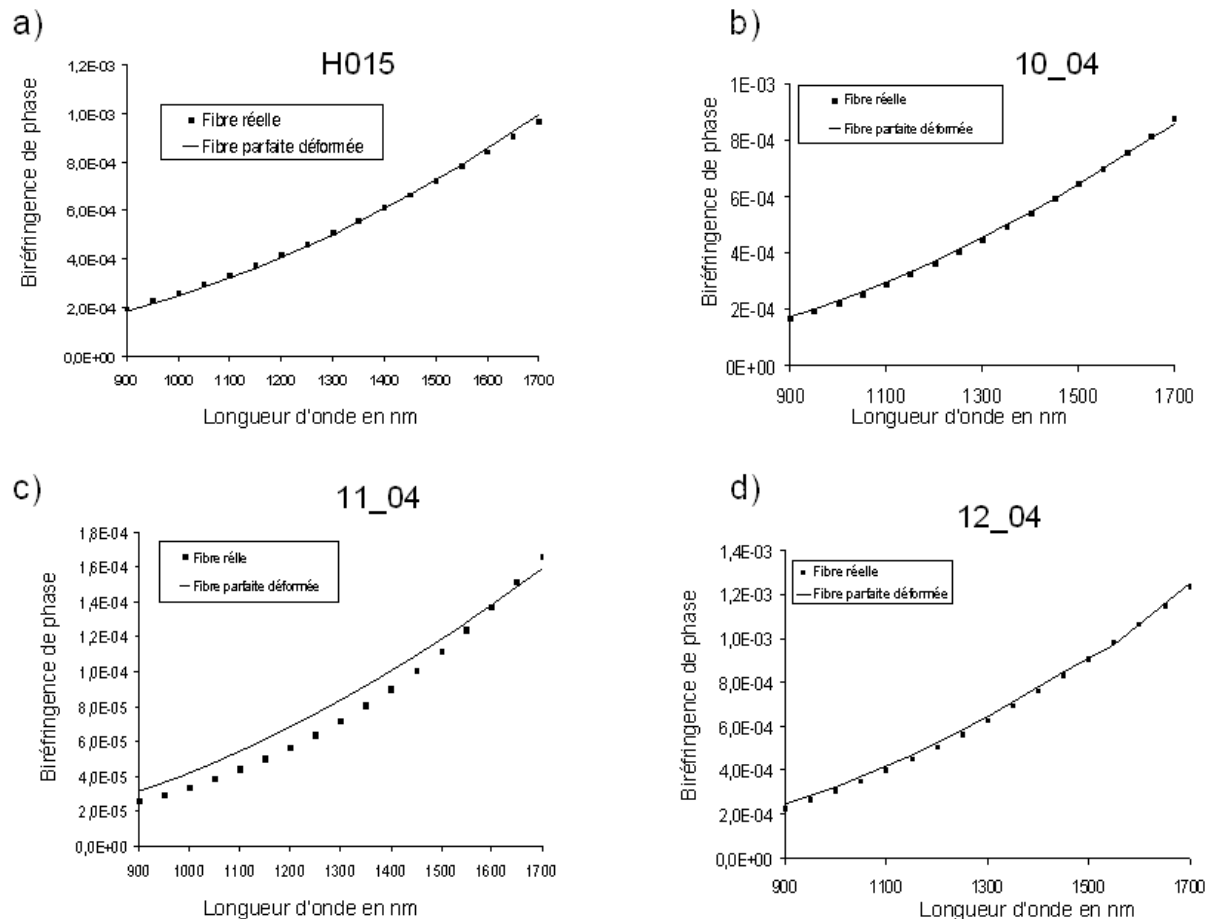 a)
H015
Biréfringence de phase
1,2E-03
1,0E-03
8,0E-04
6,0E-04
4,0E-04
2,0E-04
0,0E+00
Fibre réelle
Fibre parfaite déformée
900 1000 1100 1200 1300 1400 1500 1600 1700
Longueur d'onde en nm
b)
10_04
Biréfringence de phase
1E-03
8E-04
6E-04
4E-04
2E-04
0E+00
Fibre réelle
Fibre parfaite déformée
900 1100 1300 1500 1700
Longueur d'onde en nm
c)
11_04
Biréfringence de phase
1,8E-04
1,6E-04
1,4E-04
1,2E-04
1,0E-04
8,0E-05
6,0E-05
4,0E-05
2,0E-05
0,0E+00
Fibre rélle
Fibre parfaite déformée
900 1000 1100 1200 1300 1400 1500 1600 1700
Longueur d'onde en nm
d)
12_04
Biréfringence de phase
1,4E-03
1,2E-03
1,0E-03
8,0E-04
6,0E-04
4,0E-04
2,0E-04
0,0E+00
Fibre réelle
Fibre parfaite déformée
900 1100 1300 1500 1700
Longueur d'onde en nm